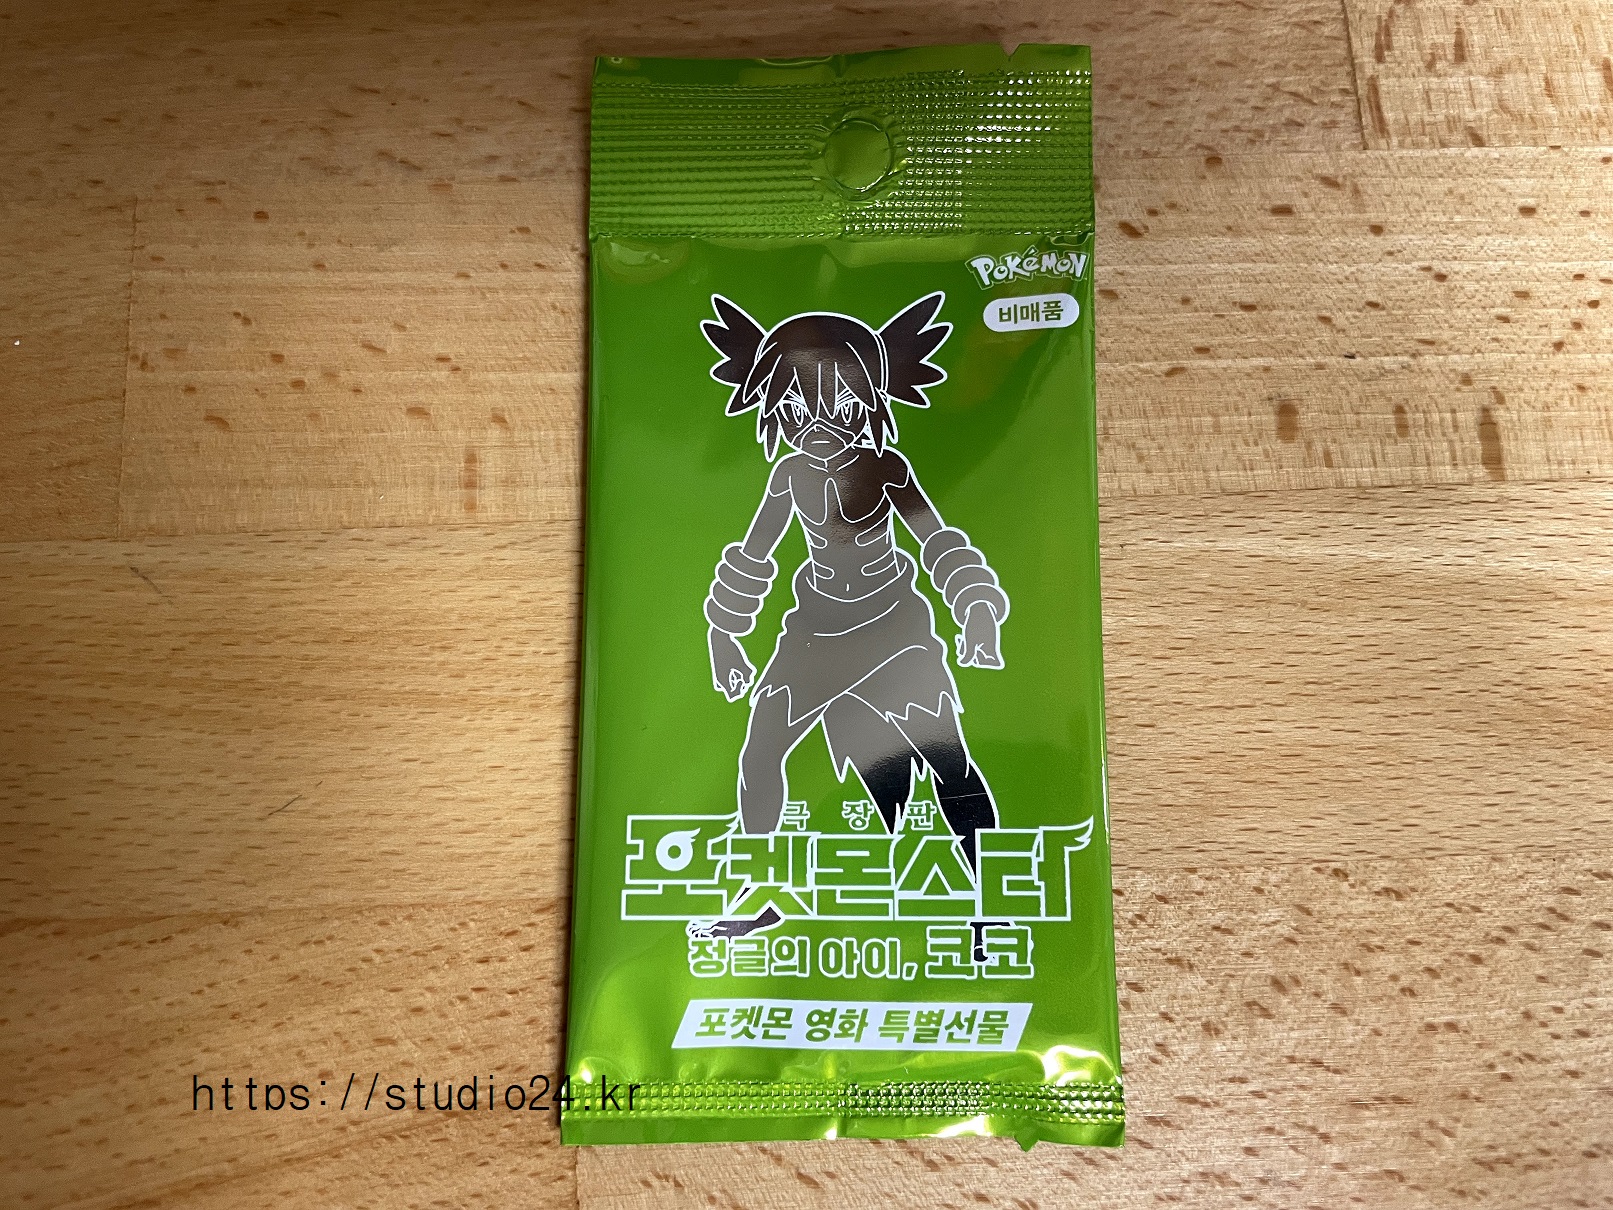 POKéMON
비매품
극장판
포켓몬스터
정글의 아이, 코코
포켓몬 영화 특별선물
https://studio24.kr